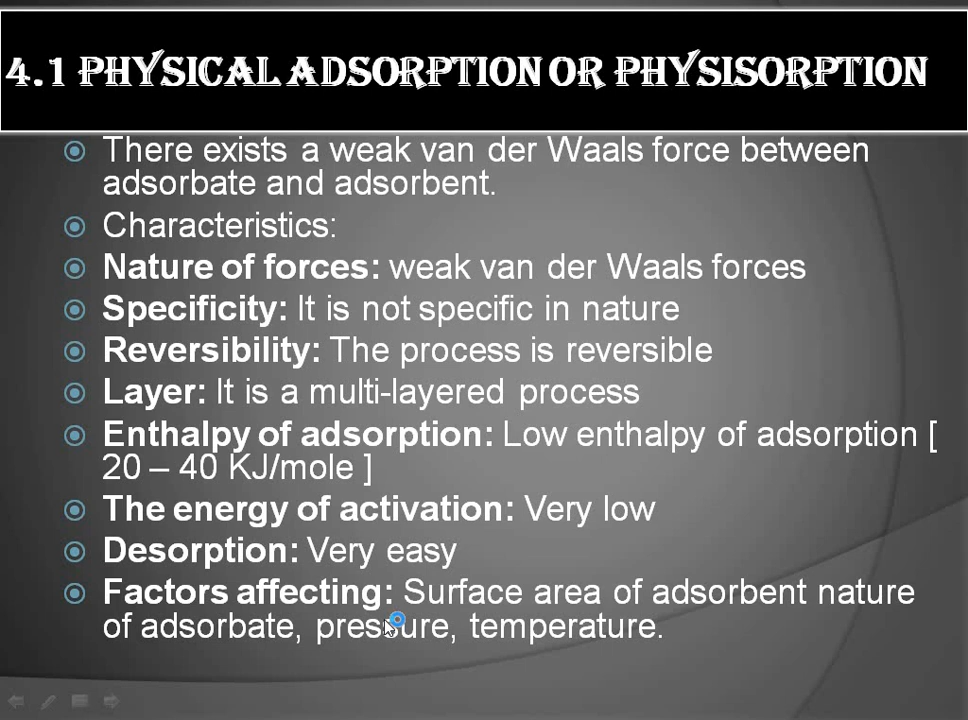 4.1 PHYSICAL ADSORPTION OR PHYSISORPTION
There exists a weak van der Waals force between
adsorbate and adsorbent.
Characteristics:
Nature of forces: weak van der Waals forces
Specificity: It is not specific in nature
Reversibility: The process is reversible
Layer: It is a multi-layered process
Enthalpy of adsorption: Low enthalpy of adsorption [
20 – 40 KJ/mole ]
The energy of activation: Very low
Desorption: Very easy
Factors affecting: Surface area of adsorbent nature
of adsorbate, pressure, temperature.